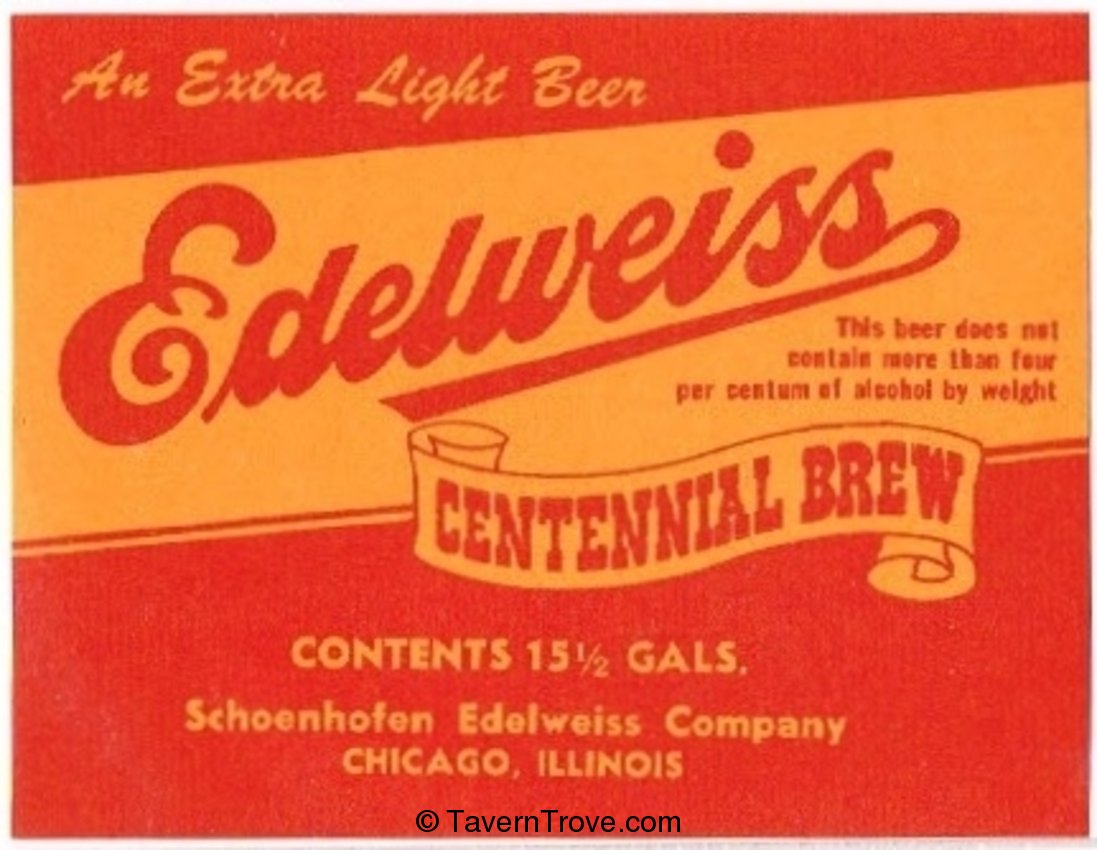 An Extra Light Beer
Edelweiss
This beer does not
contain more than four
per centum of alcohol by weight
CENTENNIAL BREW
CONTENTS 15½ GALS.
Schoenhofen Edelweiss Company
CHICAGO, ILLINOIS
© TavernTrove.com